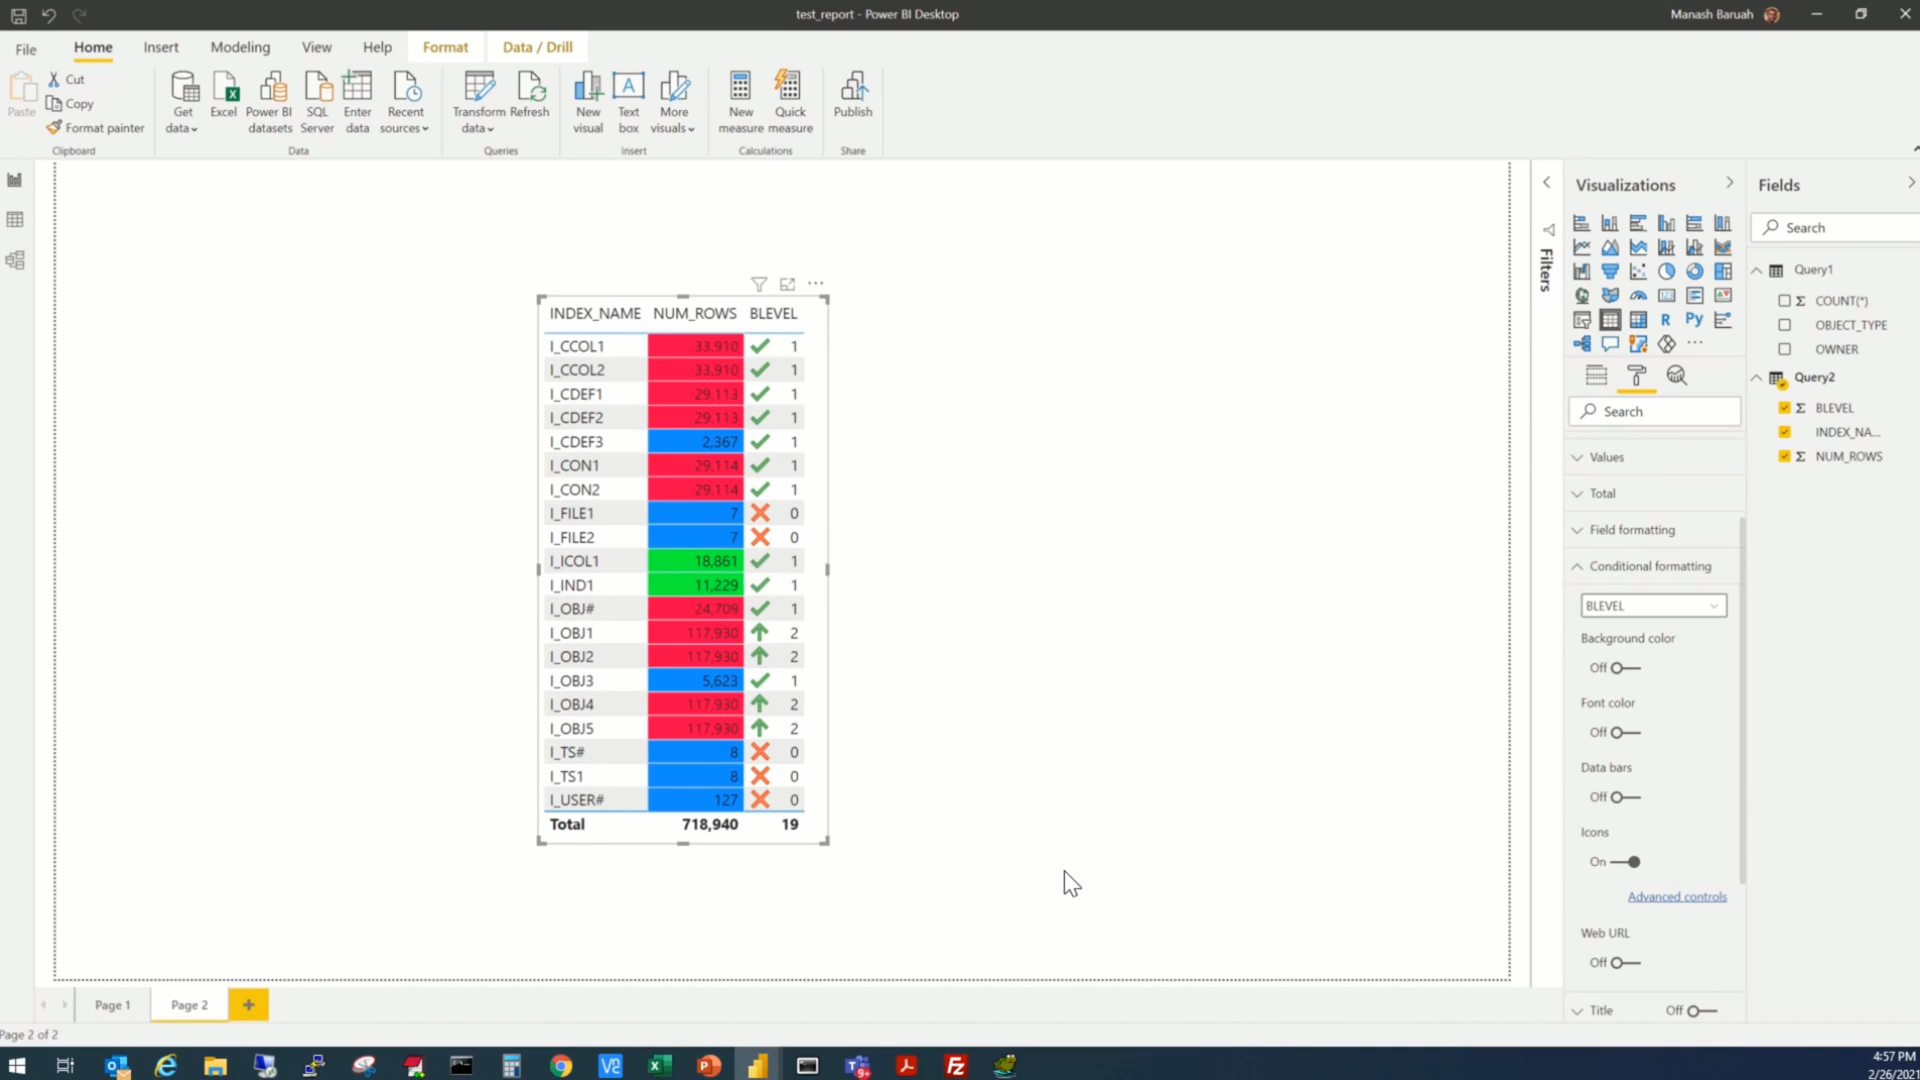 test_report - Power BI Desktop
Manash Baruah
File Home Insert Modeling View Help Format Data / Drill
Paste
Cut
Copy
Format painter
Get data
Excel
Power BI datasets
SQL Server
Enter data
Recent sources
Transform data
Refresh
New visual
Text box
More visuals
New measure
Quick measure
Publish
Clipboard
Data
Queries
Insert
Calculations
Share
INDEX_NAME NUM_ROWS BLEVEL
I_CCOL1 33,910 1
I_CCOL2 33,910 1
I_CDEF1 29,113 1
I_CDEF2 29,113 1
I_CDEF3 2,367 1
I_CON1 29,114 1
I_CON2 29,114 1
I_FILE1 7 0
I_FILE2 7 0
I_ICOL1 18,861 1
I_IND1 11,229 1
I_OBJ# 24,709 1
I_OBJ1 117,930 2
I_OBJ2 117,930 2
I_OBJ3 5,623 1
I_OBJ4 117,930 2
I_OBJ5 117,930 2
I_TS# 8 0
I_TS1 8 0
I_USER# 127 0
Total 718,940 19
Filters
Visualizations
R Py
Search
Values
Total
Field formatting
Conditional formatting
BLEVEL
Background color
Off
Font color
Off
Data bars
Off
Icons
On
Advanced controls
Web URL
Off
Title Off
Fields
Search
Query1
Σ COUNT(*)
OBJECT_TYPE
OWNER
Query2
Σ BLEVEL
INDEX_NA...
Σ NUM_ROWS
Page 1 Page 2 +
Page 2 of 2
4:57 PM
2/26/2021